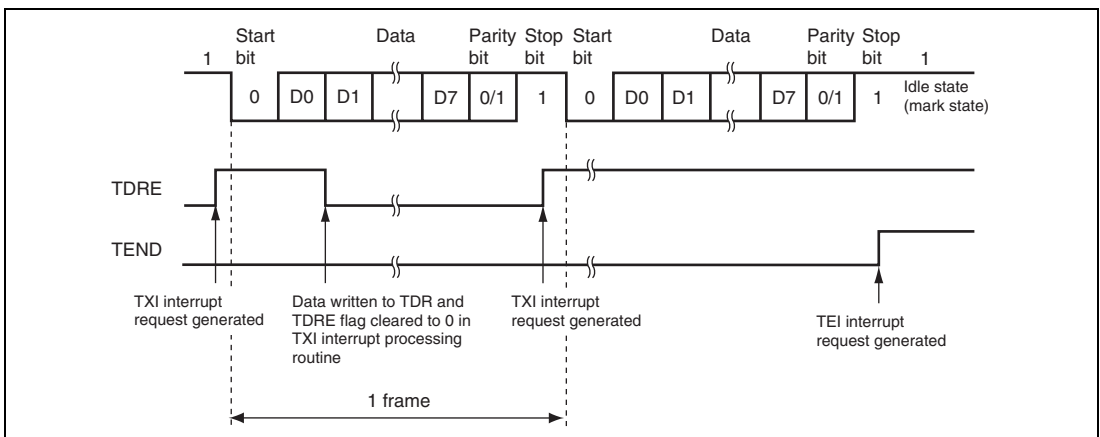 Start Data Parity Stop Start Data Parity Stop
1 bit bit bit bit bit bit 1
0 D0 D1 D7 0/1 1 0 D0 D1 D7 0/1 1 Idle state
(mark state)
TDRE
TEND
TXI interrupt
request generated
Data written to TDR and
TDRE flag cleared to 0 in
TXI interrupt processing
routine
TXI interrupt
request generated
TEI interrupt
request generated
1 frame